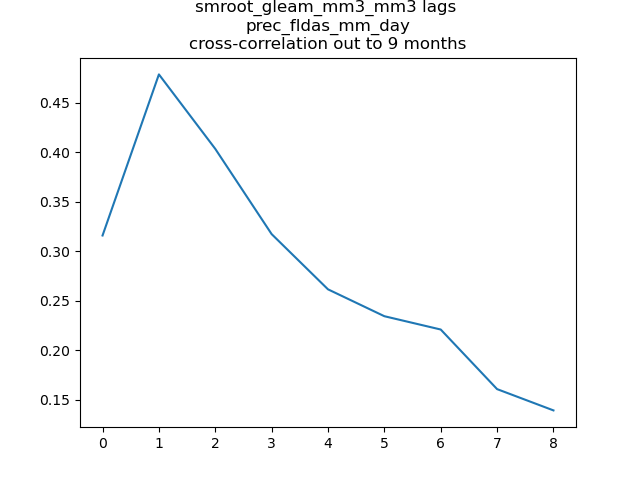 smroot_gleam_mm3_mm3 lags
prec_fldas_mm_day
cross-correlation out to 9 months
0.45
0.40
0.35
0.30
0.25
0.20
0.15
0 1 2 3 4 5 6 7 8